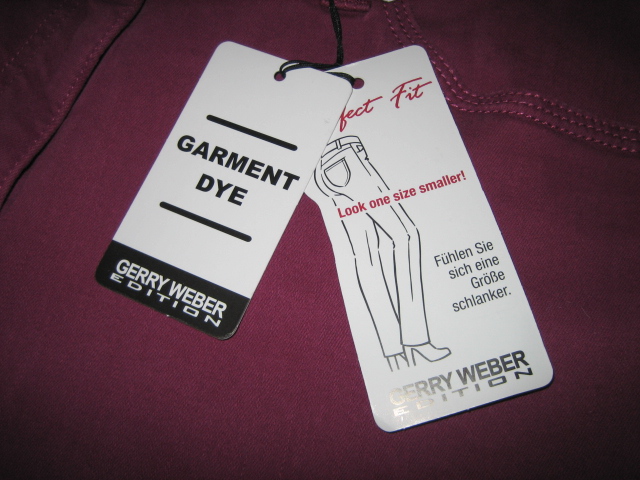 GARMENT
DYE
GERRY WEBER
EDITION
fect Fit
Look one size smaller!
Fühlen Sie
sich eine
Größe
schlanker.
GERRY WEBER
EDITION